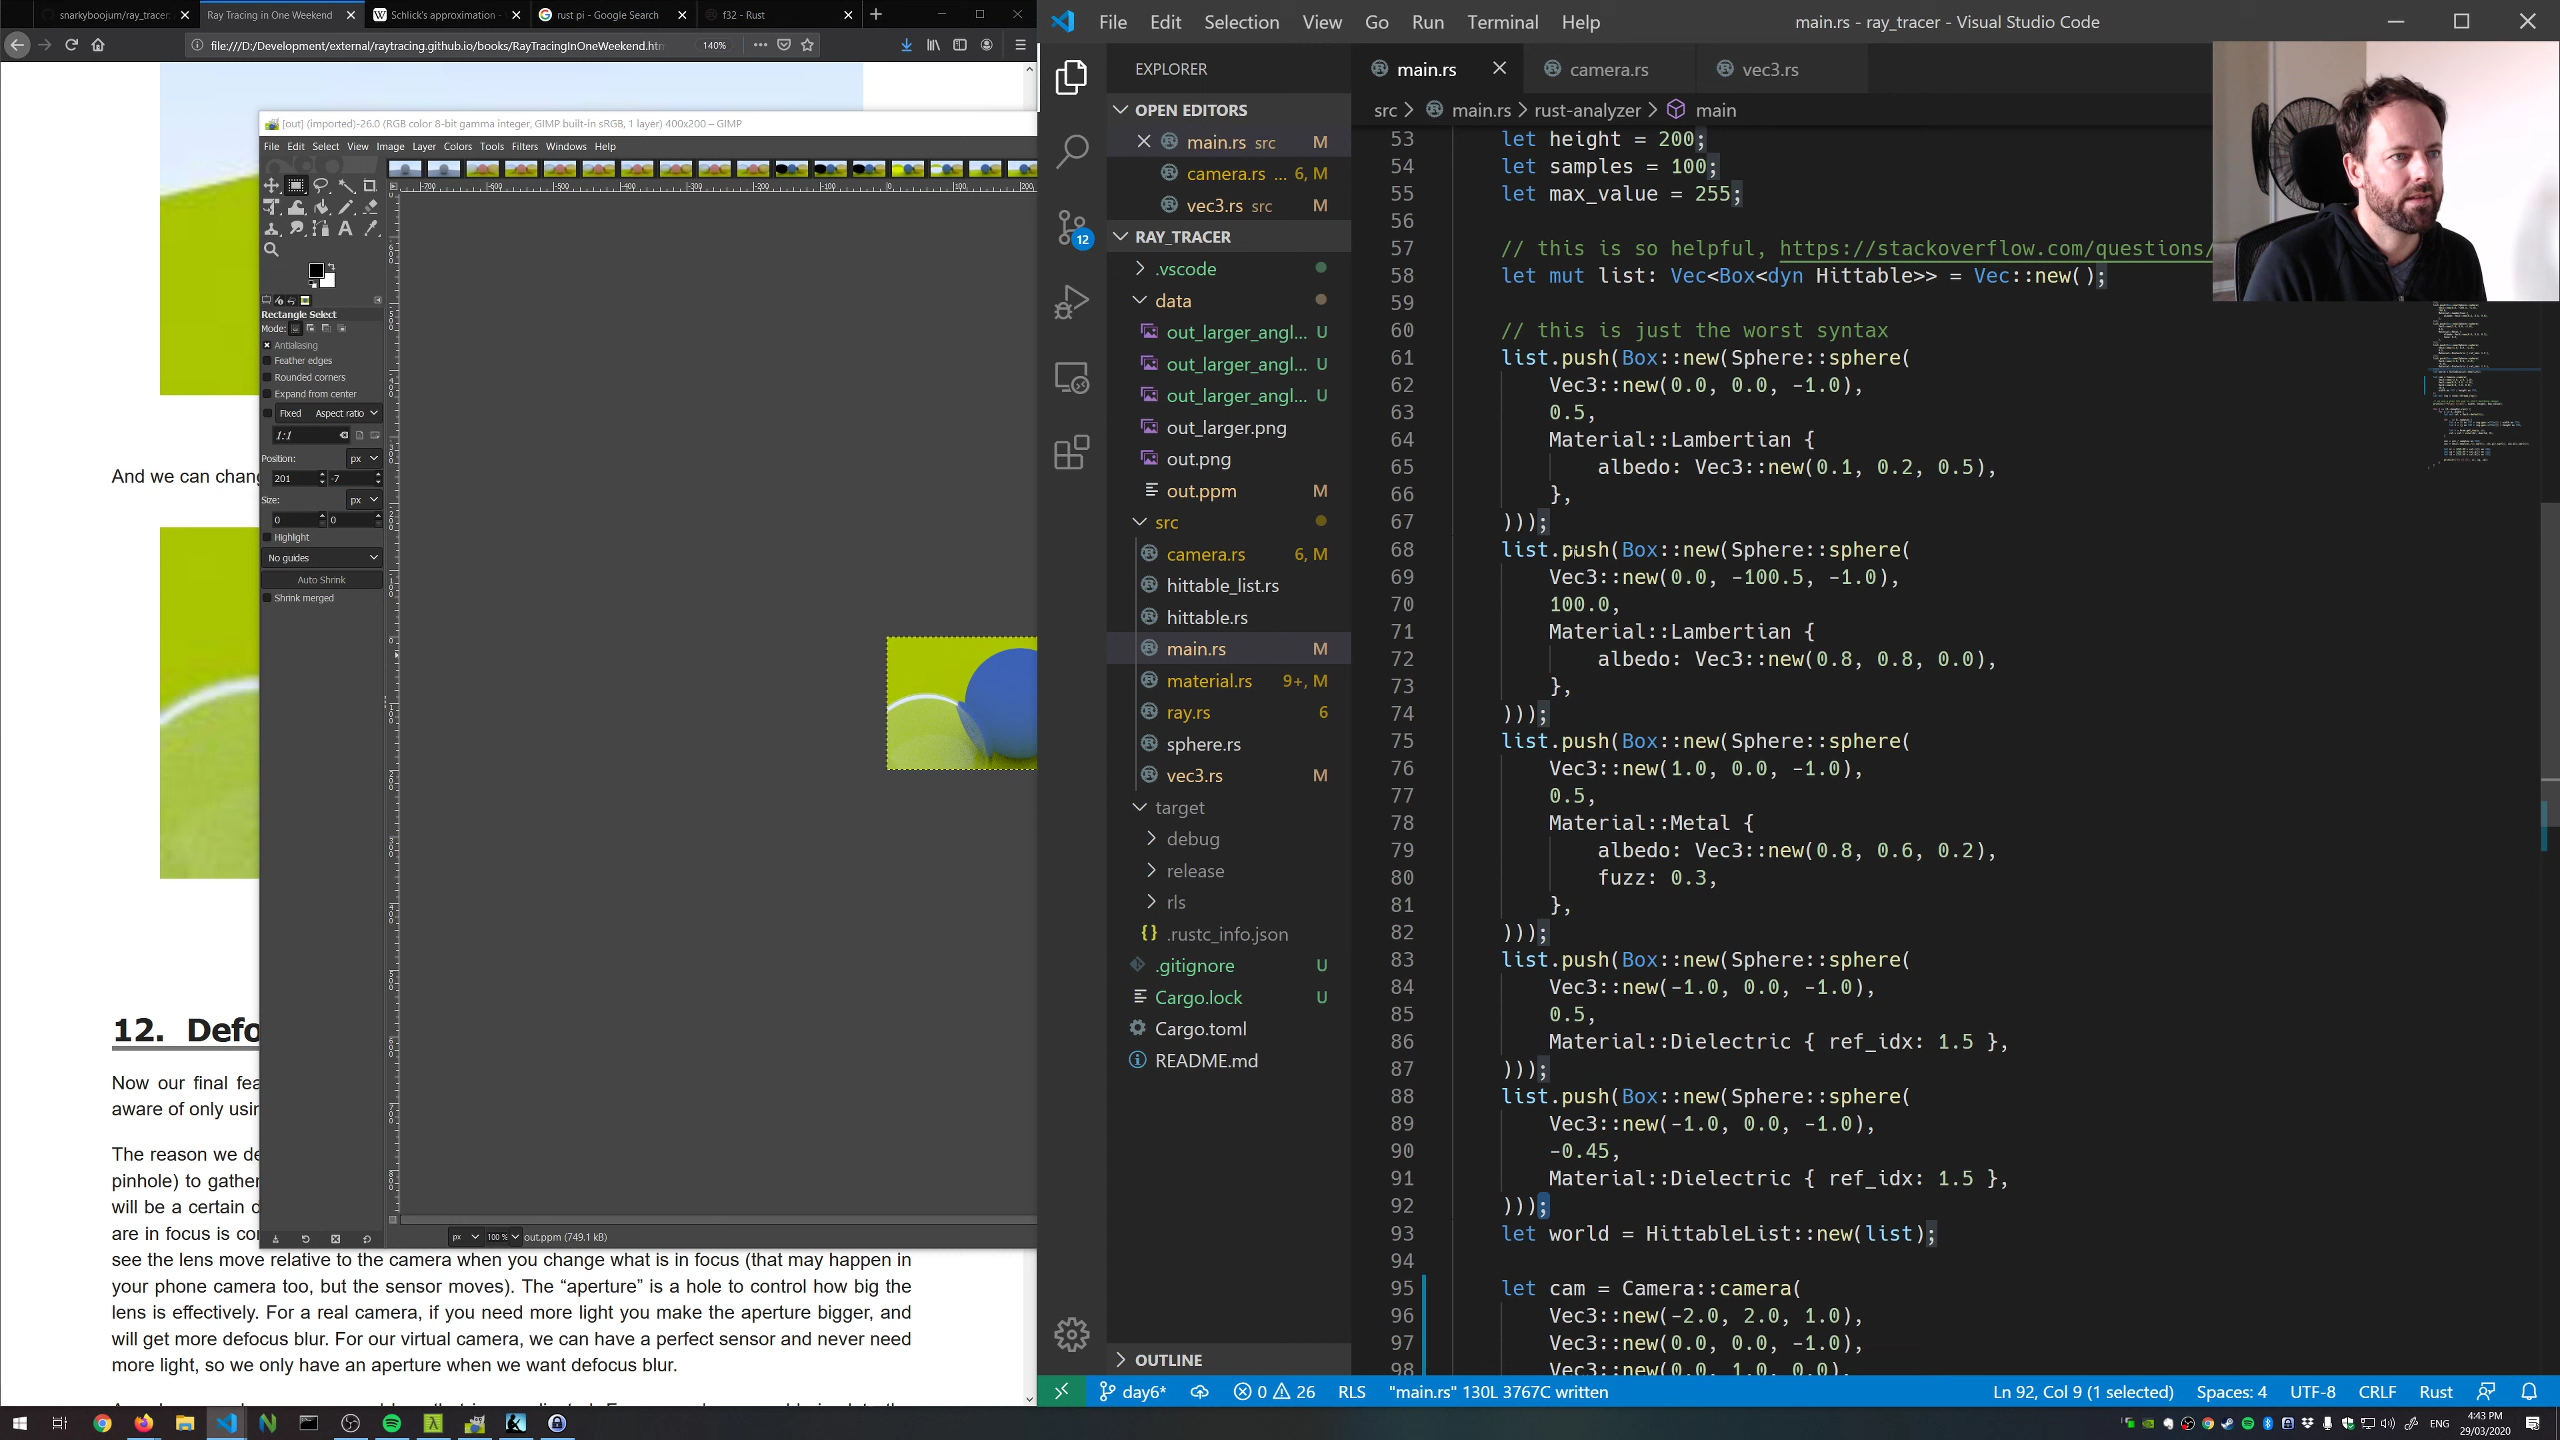 snarkyboojum/ray_tracer:
Ray Tracing in One Weekend
Schlick's approximation -
rust pi - Google Search
f32 - Rust
file:///D:/Development/external/raytracing.github.io/books/RayTracingInOneWeekend.htm
140%
And we can chang
12. Defo
Now our final fea
aware of only usin
The reason we de
pinhole) to gather
will be a certain d
are in focus is con
see the lens move relative to the camera when you change what is in focus (that may happen in
your phone camera too, but the sensor moves). The “aperture” is a hole to control how big the
lens is effectively. For a real camera, if you need more light you make the aperture bigger, and
will get more defocus blur. For our virtual camera, we can have a perfect sensor and never need
more light, so we only have an aperture when we want defocus blur.
[out] (imported)-26.0 (RGB color 8-bit gamma integer, GIMP built-in sRGB, 1 layer) 400x200 – GIMP
File Edit Select View Image Layer Colors Tools Filters Windows Help
Rectangle Select
Mode:
Antialiasing
Feather edges
Rounded corners
Expand from center
Fixed Aspect ratio
1:1
Position: px
201 -7
Size: px
0 0
Highlight
No guides
Auto Shrink
Shrink merged
px 100 % out.ppm (749.1 kB)
File Edit Selection View Go Run Terminal Help
main.rs - ray_tracer - Visual Studio Code
EXPLORER
OPEN EDITORS
main.rs src M
camera.rs ... 6, M
vec3.rs src M
RAY_TRACER
.vscode
data
out_larger_angl... U
out_larger_angl... U
out_larger_angl... U
out_larger.png
out.png
out.ppm M
src
camera.rs 6, M
hittable_list.rs
hittable.rs
main.rs M
material.rs 9+, M
ray.rs 6
sphere.rs
vec3.rs M
target
debug
release
rls
.rustc_info.json
.gitignore U
Cargo.lock U
Cargo.toml
README.md
OUTLINE
12
main.rs
camera.rs
vec3.rs
src > main.rs > rust-analyzer > main
53 let height = 200;
54 let samples = 100;
55 let max_value = 255;
56
57 // this is so helpful, https://stackoverflow.com/questions/
58 let mut list: Vec<Box<dyn Hittable>> = Vec::new();
59
60 // this is just the worst syntax
61 list.push(Box::new(Sphere::sphere(
62 Vec3::new(0.0, 0.0, -1.0),
63 0.5,
64 Material::Lambertian {
65 albedo: Vec3::new(0.1, 0.2, 0.5),
66 },
67 )));
68 list.push(Box::new(Sphere::sphere(
69 Vec3::new(0.0, -100.5, -1.0),
70 100.0,
71 Material::Lambertian {
72 albedo: Vec3::new(0.8, 0.8, 0.0),
73 },
74 )));
75 list.push(Box::new(Sphere::sphere(
76 Vec3::new(1.0, 0.0, -1.0),
77 0.5,
78 Material::Metal {
79 albedo: Vec3::new(0.8, 0.6, 0.2),
80 fuzz: 0.3,
81 },
82 )));
83 list.push(Box::new(Sphere::sphere(
84 Vec3::new(-1.0, 0.0, -1.0),
85 0.5,
86 Material::Dielectric { ref_idx: 1.5 },
87 )));
88 list.push(Box::new(Sphere::sphere(
89 Vec3::new(-1.0, 0.0, -1.0),
90 -0.45,
91 Material::Dielectric { ref_idx: 1.5 },
92 )));
93 let world = HittableList::new(list);
94
95 let cam = Camera::camera(
96 Vec3::new(-2.0, 2.0, 1.0),
97 Vec3::new(0.0, 0.0, -1.0),
98 Vec3::new(0.0, 1.0, 0.0),
day6* 0 26 RLS "main.rs" 130L 3767C written
Ln 92, Col 9 (1 selected) Spaces: 4 UTF-8 CRLF Rust
ENG
4:43 PM
29/03/2020